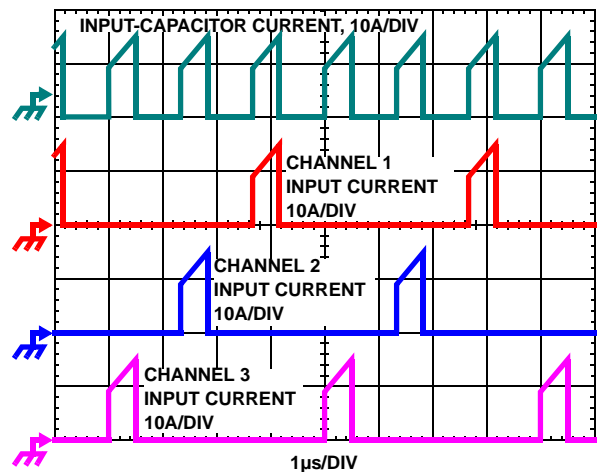 INPUT-CAPACITOR CURRENT, 10A/DIV
CHANNEL 1
INPUT CURRENT
10A/DIV
CHANNEL 2
INPUT CURRENT
10A/DIV
CHANNEL 3
INPUT CURRENT
10A/DIV
1µs/DIV